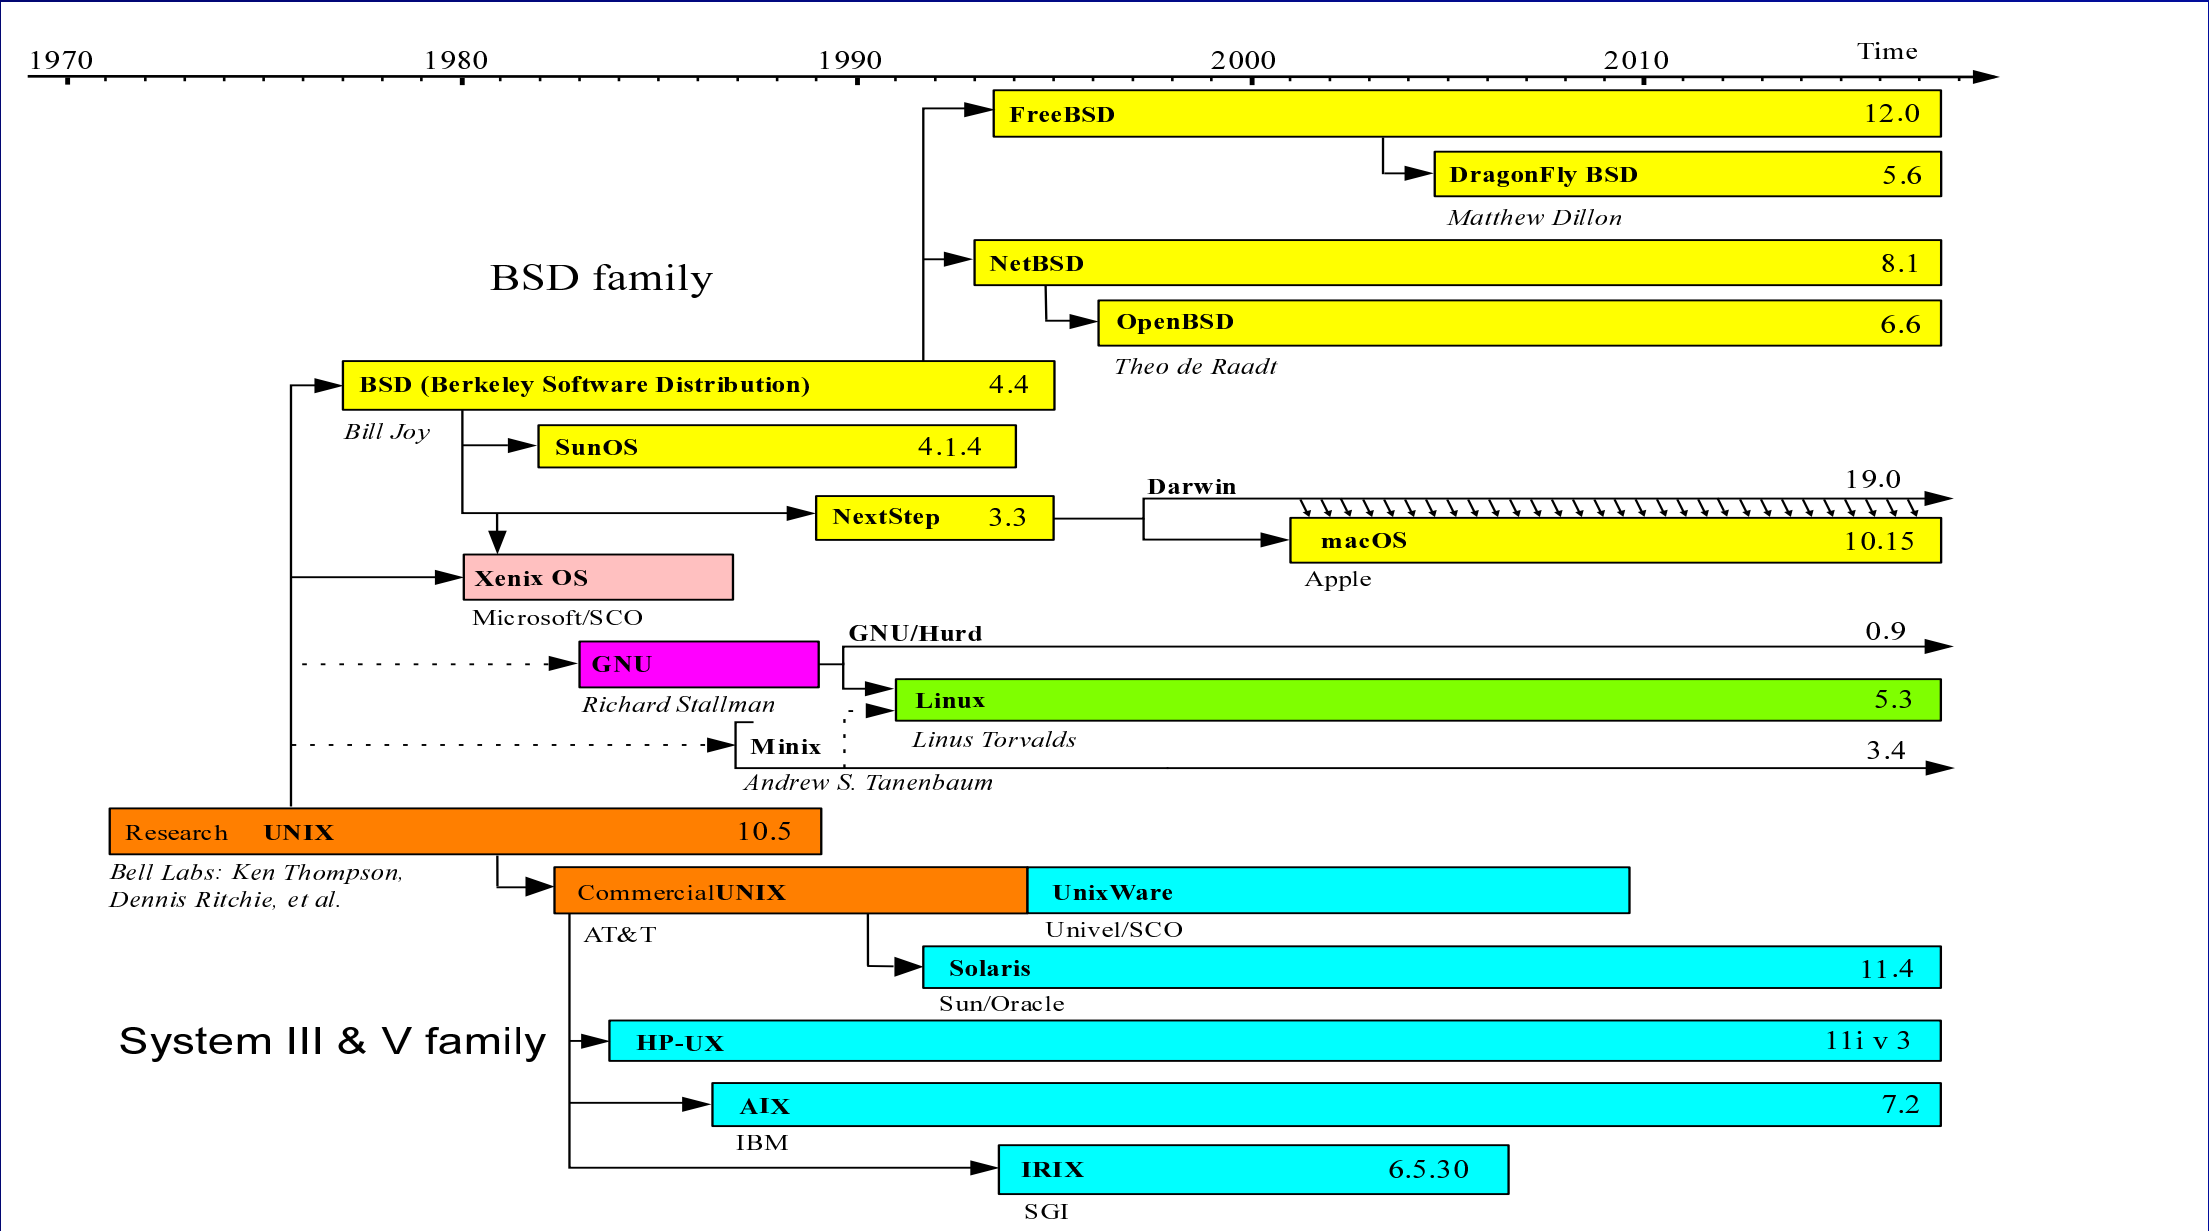 1970 1980 1990 2000 2010 Time
FreeBSD 12.0
DragonFly BSD 5.6
Matthew Dillon
BSD family
NetBSD 8.1
OpenBSD 6.6
Theo de Raadt
BSD (Berkeley Software Distribution) 4.4
Bill Joy
SunOS 4.1.4
Darwin 19.0
NextStep 3.3
macOS 10.15
Apple
Xenix OS
Microsoft/SCO
GNU/Hurd 0.9
GNU
Richard Stallman
Linux 5.3
Linus Torvalds
Minix 3.4
Andrew S. Tanenbaum
Research UNIX 10.5
Bell Labs: Ken Thompson,
Dennis Ritchie, et al.
CommercialUNIX
UnixWare
AT&T
Univel/SCO
Solaris 11.4
Sun/Oracle
System III & V family
HP-UX 11i v 3
AIX 7.2
IBM
IRIX 6.5.30
SGI